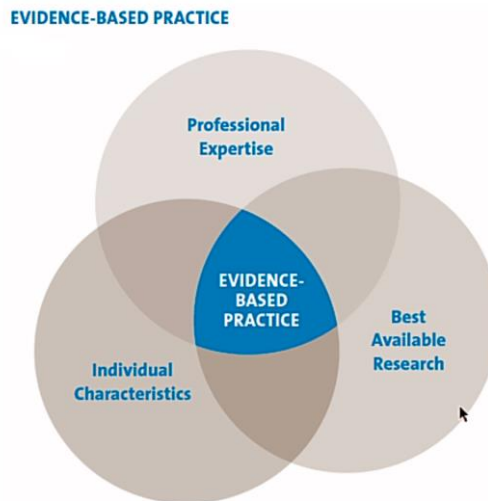 EVIDENCE-BASED PRACTICE
Professional
Expertise
EVIDENCE-
BASED
PRACTICE
Best
Available
Research
Individual
Characteristics